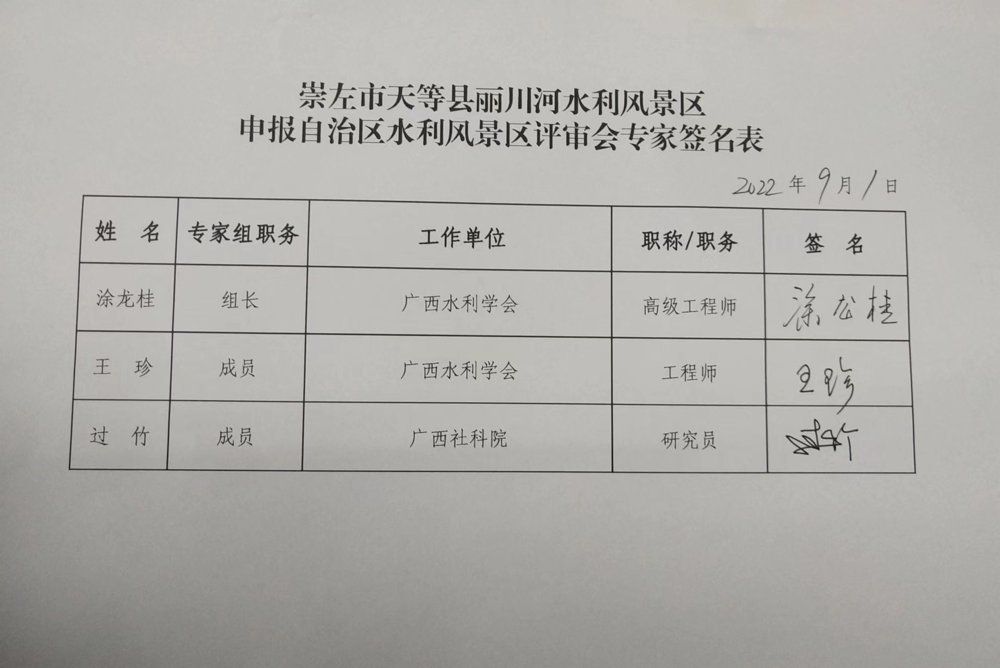 崇左市天等县丽川河水利风景区
申报自治区水利风景区评审会专家签名表
2022 年 9 月 1 日
姓 名 专家组职务 工作单位 职称/职务 签 名
涂龙桂 组长 广西水利学会 高级工程师 涂龙桂
王 珍 成员 广西水利学会 工程师 王珍
过 竹 成员 广西社科院 研究员 过竹